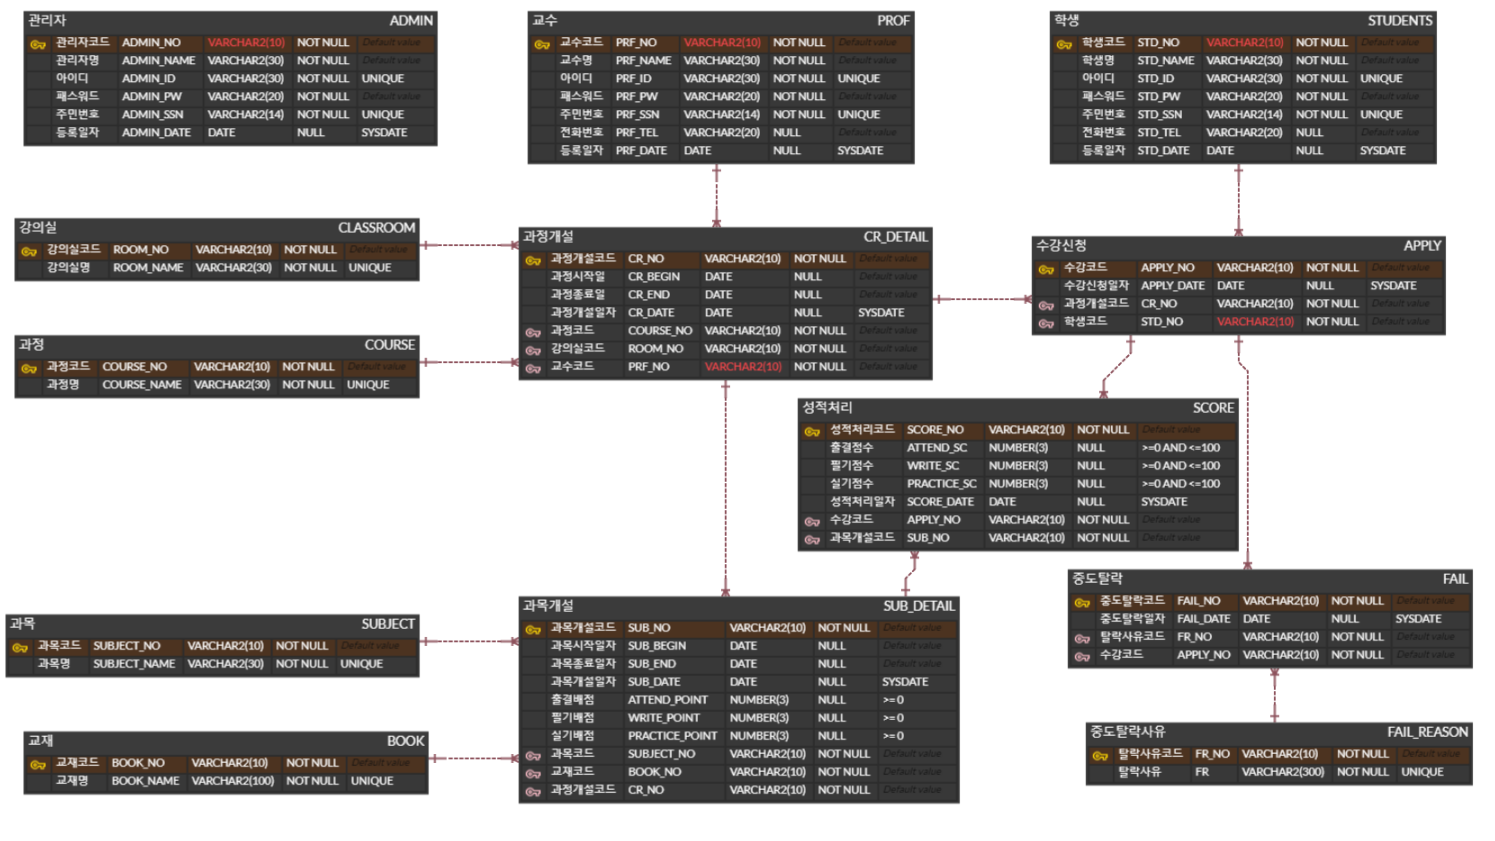 관리자 ADMIN
관리자코드 ADMIN_NO VARCHAR2(10) NOT NULL Default value
관리자명 ADMIN_NAME VARCHAR2(30) NOT NULL Default value
아이디 ADMIN_ID VARCHAR2(30) NOT NULL UNIQUE
패스워드 ADMIN_PW VARCHAR2(20) NOT NULL Default value
주민번호 ADMIN_SSN VARCHAR2(14) NOT NULL UNIQUE
등록일자 ADMIN_DATE DATE NULL SYSDATE
교수 PROF
교수코드 PRF_NO VARCHAR2(10) NOT NULL Default value
교수명 PRF_NAME VARCHAR2(30) NOT NULL Default value
아이디 PRF_ID VARCHAR2(30) NOT NULL UNIQUE
패스워드 PRF_PW VARCHAR2(20) NOT NULL Default value
주민번호 PRF_SSN VARCHAR2(14) NOT NULL UNIQUE
전화번호 PRF_TEL VARCHAR2(20) NULL Default value
등록일자 PRF_DATE DATE NULL SYSDATE
학생 STUDENTS
학생코드 STD_NO VARCHAR2(10) NOT NULL Default value
학생명 STD_NAME VARCHAR2(30) NOT NULL Default value
아이디 STD_ID VARCHAR2(30) NOT NULL UNIQUE
패스워드 STD_PW VARCHAR2(20) NOT NULL Default value
주민번호 STD_SSN VARCHAR2(14) NOT NULL UNIQUE
전화번호 STD_TEL VARCHAR2(20) NULL Default value
등록일자 STD_DATE DATE NULL SYSDATE
강의실 CLASSROOM
강의실코드 ROOM_NO VARCHAR2(10) NOT NULL Default value
강의실명 ROOM_NAME VARCHAR2(30) NOT NULL UNIQUE
과정개설 CR_DETAIL
과정개설코드 CR_NO VARCHAR2(10) NOT NULL Default value
과정시작일 CR_BEGIN DATE NULL Default value
과정종료일 CR_END DATE NULL Default value
과정개설일자 CR_DATE DATE NULL SYSDATE
과정코드 COURSE_NO VARCHAR2(10) NOT NULL Default value
강의실코드 ROOM_NO VARCHAR2(10) NOT NULL Default value
교수코드 PRF_NO VARCHAR2(10) NOT NULL Default value
수강신청 APPLY
수강코드 APPLY_NO VARCHAR2(10) NOT NULL Default value
수강신청일자 APPLY_DATE DATE NULL SYSDATE
과정개설코드 CR_NO VARCHAR2(10) NOT NULL Default value
학생코드 STD_NO VARCHAR2(10) NOT NULL Default value
과정 COURSE
과정코드 COURSE_NO VARCHAR2(10) NOT NULL Default value
과정명 COURSE_NAME VARCHAR2(30) NOT NULL UNIQUE
성적처리 SCORE
성적처리코드 SCORE_NO VARCHAR2(10) NOT NULL Default value
출결점수 ATTEND_SC NUMBER(3) NULL >=0 AND <=100
필기점수 WRITE_SC NUMBER(3) NULL >=0 AND <=100
실기점수 PRACTICE_SC NUMBER(3) NULL >=0 AND <=100
성적처리일자 SCORE_DATE DATE NULL SYSDATE
수강코드 APPLY_NO VARCHAR2(10) NOT NULL Default value
과목개설코드 SUB_NO VARCHAR2(10) NOT NULL Default value
중도탈락 FAIL
중도탈락코드 FAIL_NO VARCHAR2(10) NOT NULL Default value
중도탈락일자 FAIL_DATE DATE NULL SYSDATE
탈락사유코드 FR_NO VARCHAR2(10) NOT NULL Default value
수강코드 APPLY_NO VARCHAR2(10) NOT NULL Default value
과목 SUBJECT
과목코드 SUBJECT_NO VARCHAR2(10) NOT NULL Default value
과목명 SUBJECT_NAME VARCHAR2(30) NOT NULL UNIQUE
과목개설 SUB_DETAIL
과목개설코드 SUB_NO VARCHAR2(10) NOT NULL Default value
과목시작일자 SUB_BEGIN DATE NULL Default value
과목종료일자 SUB_END DATE NULL Default value
과목개설일자 SUB_DATE DATE NULL SYSDATE
출결배점 ATTEND_POINT NUMBER(3) NULL >= 0
필기배점 WRITE_POINT NUMBER(3) NULL >= 0
실기배점 PRACTICE_POINT NUMBER(3) NULL >= 0
과목코드 SUBJECT_NO VARCHAR2(10) NOT NULL Default value
교재코드 BOOK_NO VARCHAR2(10) NOT NULL Default value
과정개설코드 CR_NO VARCHAR2(10) NOT NULL Default value
교재 BOOK
교재코드 BOOK_NO VARCHAR2(10) NOT NULL Default value
교재명 BOOK_NAME VARCHAR2(100) NOT NULL UNIQUE
중도탈락사유 FAIL_REASON
탈락사유코드 FR_NO VARCHAR2(10) NOT NULL Default value
탈락사유 FR VARCHAR2(300) NOT NULL UNIQUE